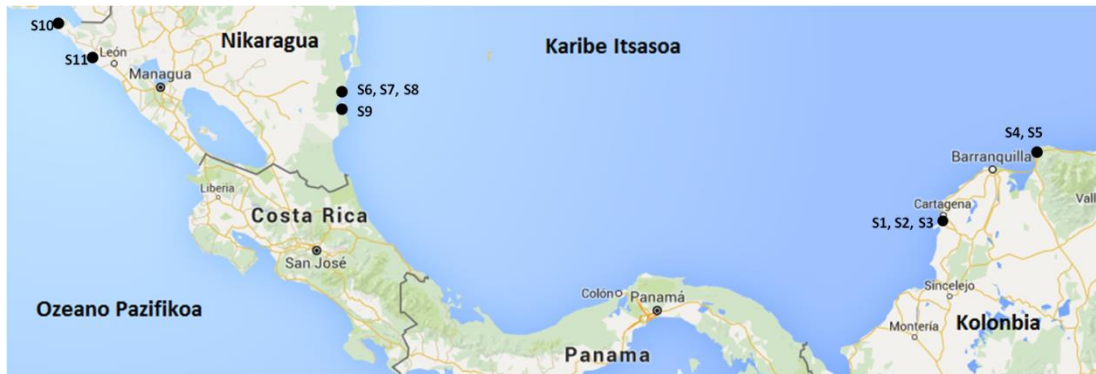 S10
S11
León
Managua
Nikaragua
Karibe Itsasoa
S6, S7, S8
S9
S4, S5
Barranquilla
Vall
Liberia
Costa Rica
San José
Cartagena
S1, S2, S3
Sincelejo
Ozeano Pazifikoa
Colón
Panamá
Montería
Kolonbia
Panama